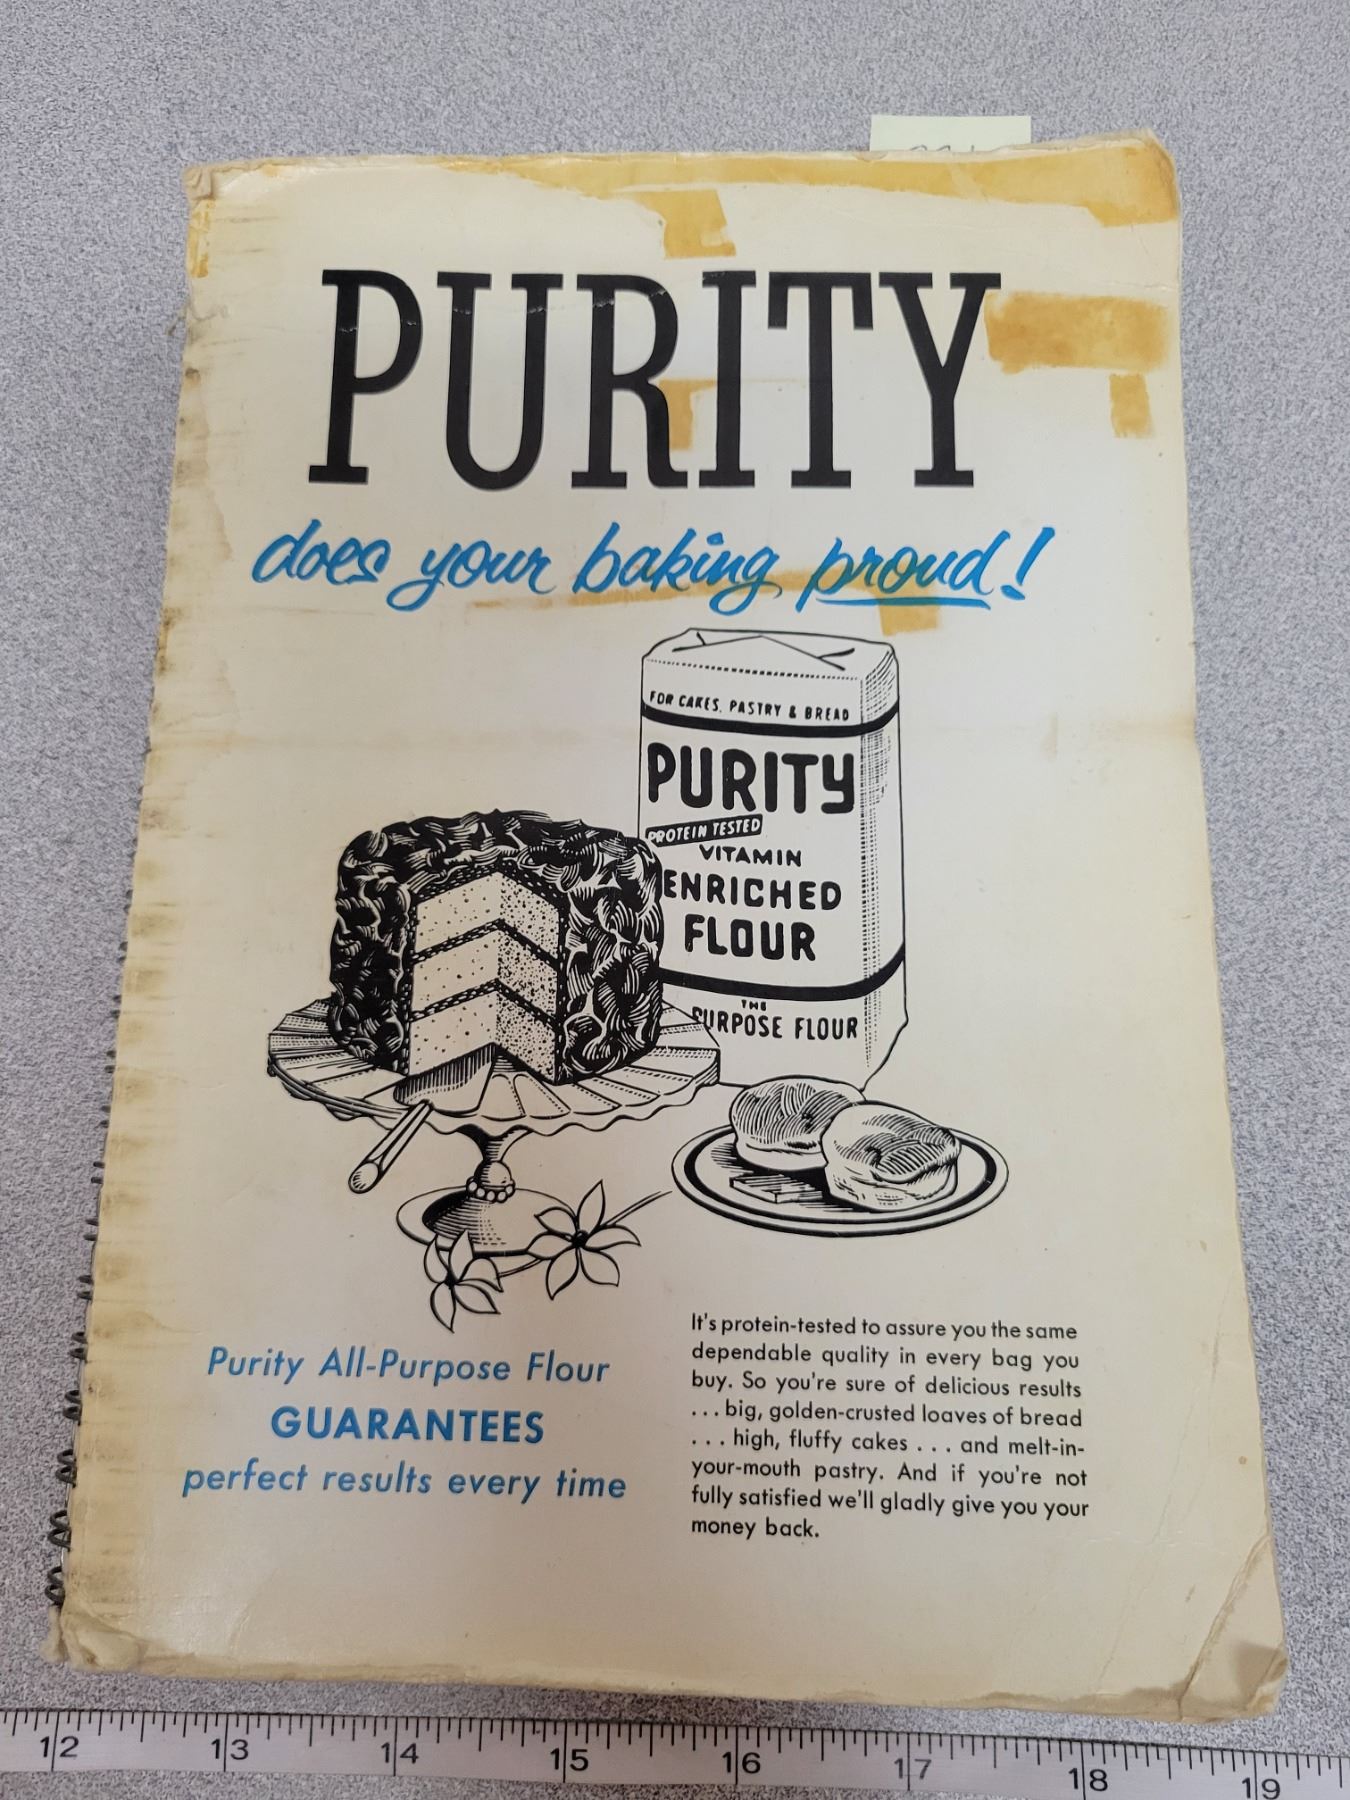 PURITY
does your baking proud!
FOR CAKES, PASTRY & BREAD
PURITY
PROTEIN TESTED
VITAMIN
ENRICHED
FLOUR
THE
PURPOSE FLOUR
Purity All-Purpose Flour
GUARANTEES
perfect results every time
It's protein-tested to assure you the same
dependable quality in every bag you
buy. So you're sure of delicious results
...big, golden-crusted loaves of bread
...high, fluffy cakes...and melt-in-
your-mouth pastry. And if you're not
fully satisfied we'll gladly give you your
money back.
12 13 14 15 16 17 18 19